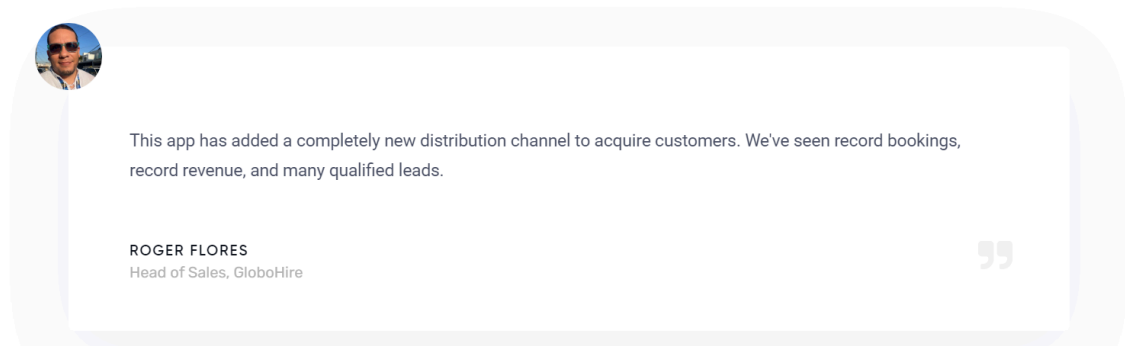 This app has added a completely new distribution channel to acquire customers. We've seen record bookings,
record revenue, and many qualified leads.
ROGER FLORES
Head of Sales, GloboHire